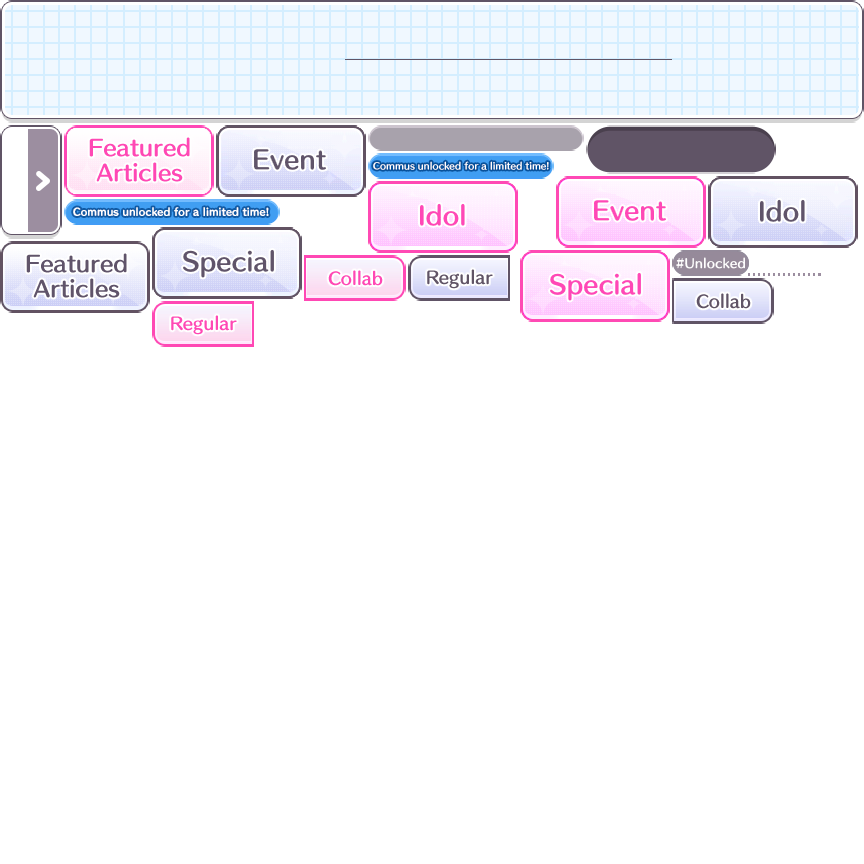 Featured
Articles
Event
Commus unlocked for a limited time!
Commus unlocked for a limited time!
Idol
Event
Idol
Featured
Articles
Special
Collab
Regular
Special
#Unlocked
Collab
Regular